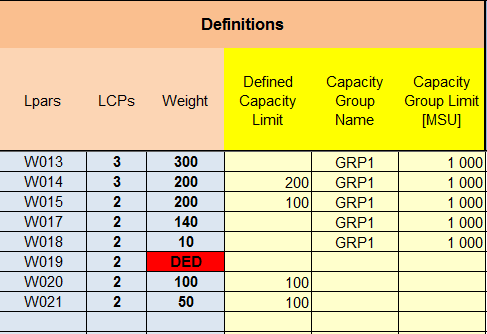 Definitions
Lpars LCPs Weight Defined Capacity Limit Capacity Group Name Capacity Group Limit [MSU]
W013 3 300 GRP1 1 000
W014 3 200 200 GRP1 1 000
W015 2 200 100 GRP1 1 000
W017 2 140 GRP1 1 000
W018 2 10 GRP1 1 000
W019 2 DED
W020 2 100 100
W021 2 50 100